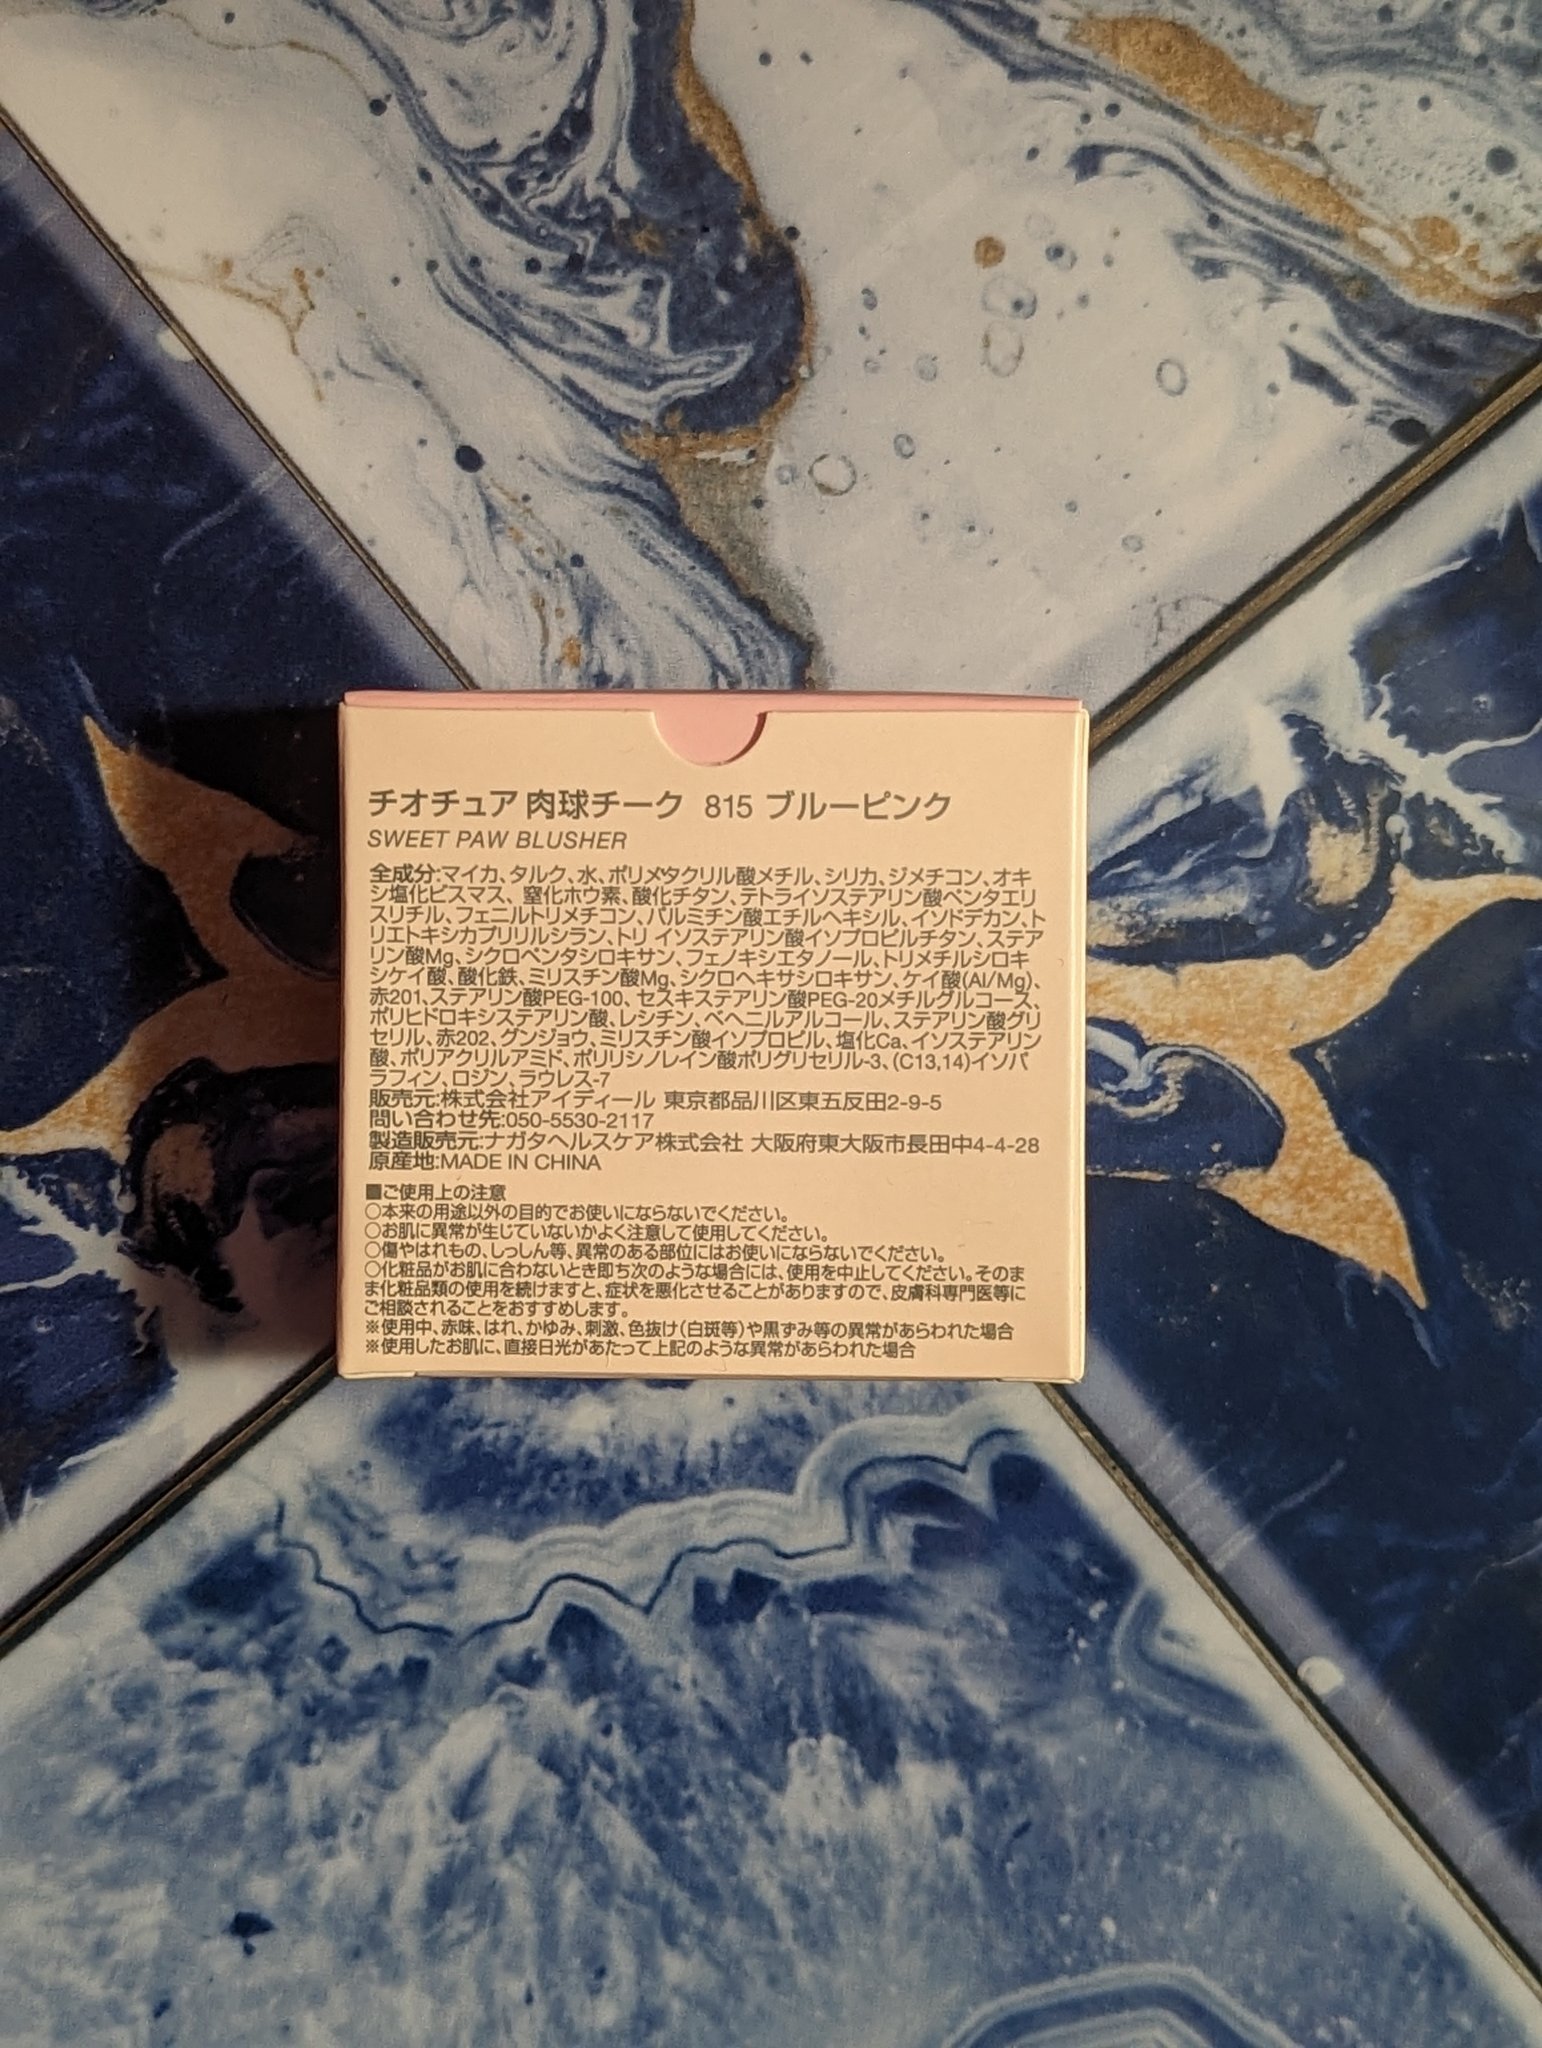 チオチュア 肉球チーク 815 ブルーピンク
SWEET PAW BLUSHER
全成分:マイカ、タルク、水、ポリメタクリル酸メチル、シリカ、ジメチコン、オキ
シ塩化ビスマス、窒化ホウ素、酸化チタン、テトライソステアリン酸ペンタエリ
スリチル、フェニルトリメチコン、パルミチン酸エチルヘキシル、イソドデカン、ト
リエトキシカプリリルシラン、トリ イソステアリン酸イソプロピルチタン、ステア
リン酸Mg、シクロペンタシロキサン、フェノキシエタノール、トリメチルシロキ
シケイ酸、酸化鉄、ミリスチン酸Mg、シクロヘキサシロキサン、ケイ酸(Al/Mg)、
赤201、ステアリン酸PEG-100、セスキステアリン酸PEG-20メチルグルコース、
ポリヒドロキシステアリン酸、レシチン、ベヘニルアルコール、ステアリン酸グリ
セリル、赤202、グンジョウ、ミリスチン酸イソプロピル、塩化Ca、イソステアリン
酸、ポリアクリルアミド、ポリリシノレイン酸ポリグリセリル-3、(C13,14)イソパ
ラフィン、ロジン、ラウレス-7
販売元:株式会社アイディール 東京都品川区東五反田2-9-5
問い合わせ先:050-5530-2117
製造販売元:ナガタヘルスケア株式会社 大阪府東大阪市長田中4-4-28
原産地:MADE IN CHINA
■ご使用上の注意
○本来の用途以外の目的でお使いにならないでください。
○お肌に異常が生じていないかよく注意して使用してください。
○傷やはれもの、しっしん等、異常のある部位にはお使いにならないでください。
○化粧品がお肌に合わないとき即ち次のような場合には、使用を中止してください。そのま
ま化粧品類の使用を続けますと、症状を悪化させることがありますので、皮膚科専門医等に
ご相談されることをおすすめします。
※使用中、赤味、はれ、かゆみ、刺激、色抜け(白斑等)や黒ずみ等の異常があらわれた場合
※使用したお肌に、直接日光があたって上記のような異常があらわれた場合